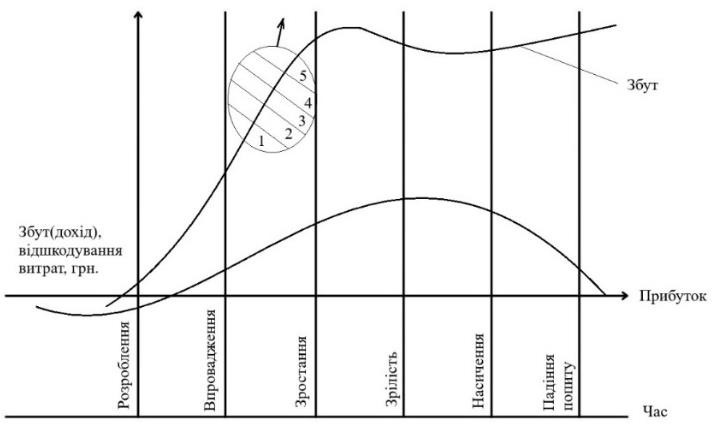 5
4
3
2
1
Збут
Збут(дохід),
відшкодування
витрат, грн.
Прибуток
Розроблення
Впровадження
Зростання
Зрілість
Насичення
Падіння
попиту
Час